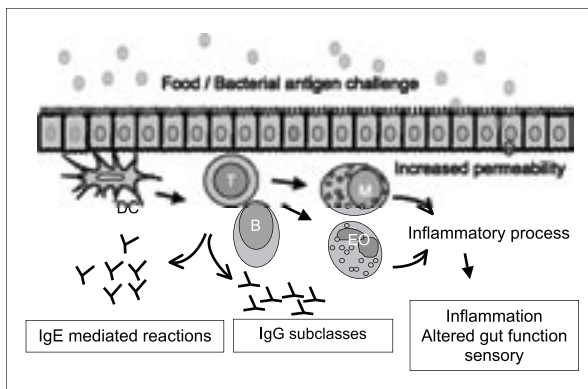 Food / Bacterial antigen challenge
Increased permeability
DC
T
B
M
EO
Inflammatory process
IgE mediated reactions
IgG subclasses
Inflammation
Altered gut function
sensory